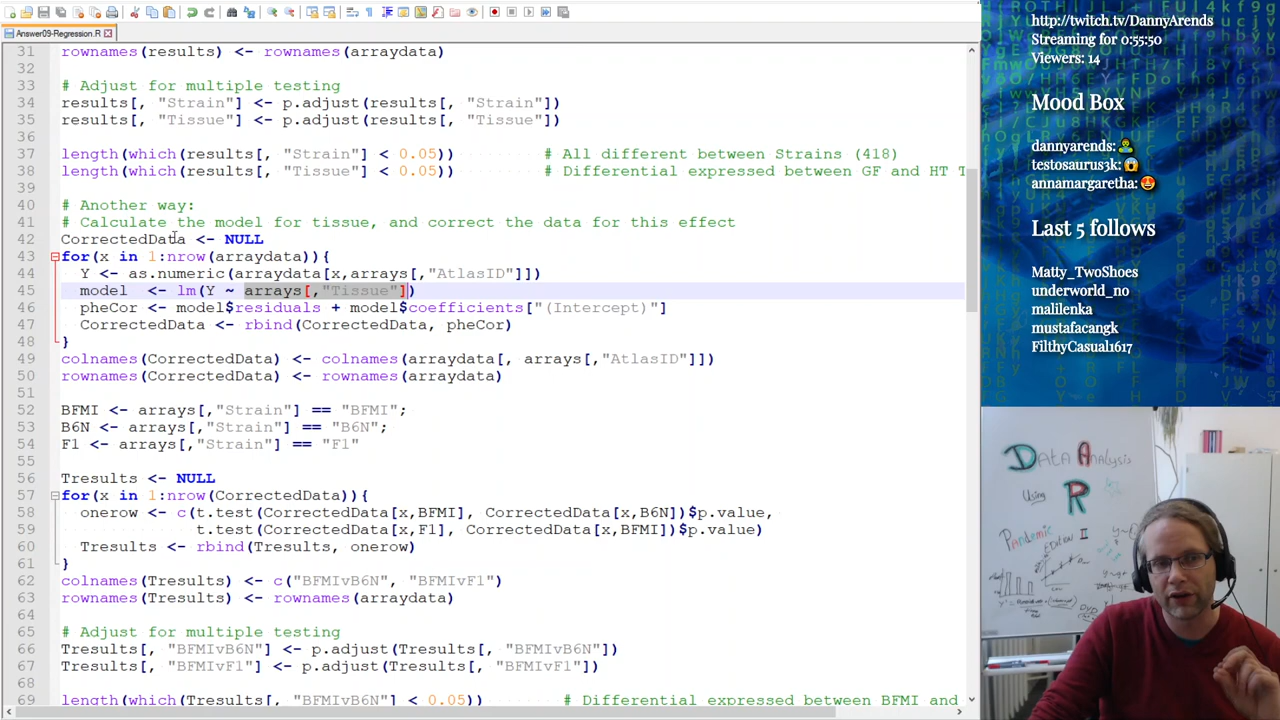 Answer09-Regression.R
31 rownames(results) <- rownames(arraydata)
32
33 # Adjust for multiple testing
34 results[, "Strain"] <- p.adjust(results[, "Strain"])
35 results[, "Tissue"] <- p.adjust(results[, "Tissue"])
36
37 length(which(results[, "Strain"] < 0.05)) # All different between Strains (418)
38 length(which(results[, "Tissue"] < 0.05)) # Differential expressed between GF and HT T
39
40 # Another way:
41 # Calculate the model for tissue, and correct the data for this effect
42 CorrectedData <- NULL
43 for(x in 1:nrow(arraydata)){
44 Y <- as.numeric(arraydata[x,arrays[,"AtlasID"]])
45 model <- lm(Y ~ arrays[,"Tissue"])
46 pheCor <- model$residuals + model$coefficients["(Intercept)"]
47 CorrectedData <- rbind(CorrectedData, pheCor)
48 }
49 colnames(CorrectedData) <- colnames(arraydata[, arrays[,"AtlasID"]])
50 rownames(CorrectedData) <- rownames(arraydata)
51
52 BFMI <- arrays[,"Strain"] == "BFMI";
53 B6N <- arrays[,"Strain"] == "B6N";
54 F1 <- arrays[,"Strain"] == "F1"
55
56 Tresults <- NULL
57 for(x in 1:nrow(CorrectedData)){
58 onerow <- c(t.test(CorrectedData[x,BFMI], CorrectedData[x,B6N])$p.value,
59 t.test(CorrectedData[x,F1], CorrectedData[x,BFMI])$p.value)
60 Tresults <- rbind(Tresults, onerow)
61 }
62 colnames(Tresults) <- c("BFMIvB6N", "BFMIvF1")
63 rownames(Tresults) <- rownames(arraydata)
64
65 # Adjust for multiple testing
66 Tresults[, "BFMIvB6N"] <- p.adjust(Tresults[, "BFMIvB6N"])
67 Tresults[, "BFMIvF1"] <- p.adjust(Tresults[, "BFMIvF1"])
68
69 length(which(Tresults[, "BFMIvB6N"] < 0.05)) # Differential expressed between BFMI and
http://twitch.tv/DannyArends
Streaming for 0:55:50
Viewers: 14
Mood Box
dannyarends:
testosaurus3k:
annamargaretha:
Last 5 follows
Matty_TwoShoes
underworld_no
malilenka
mustafacangk
FilthyCasual1617
DATA ANALYSIS
Using
R
Pandemic
EDITION II